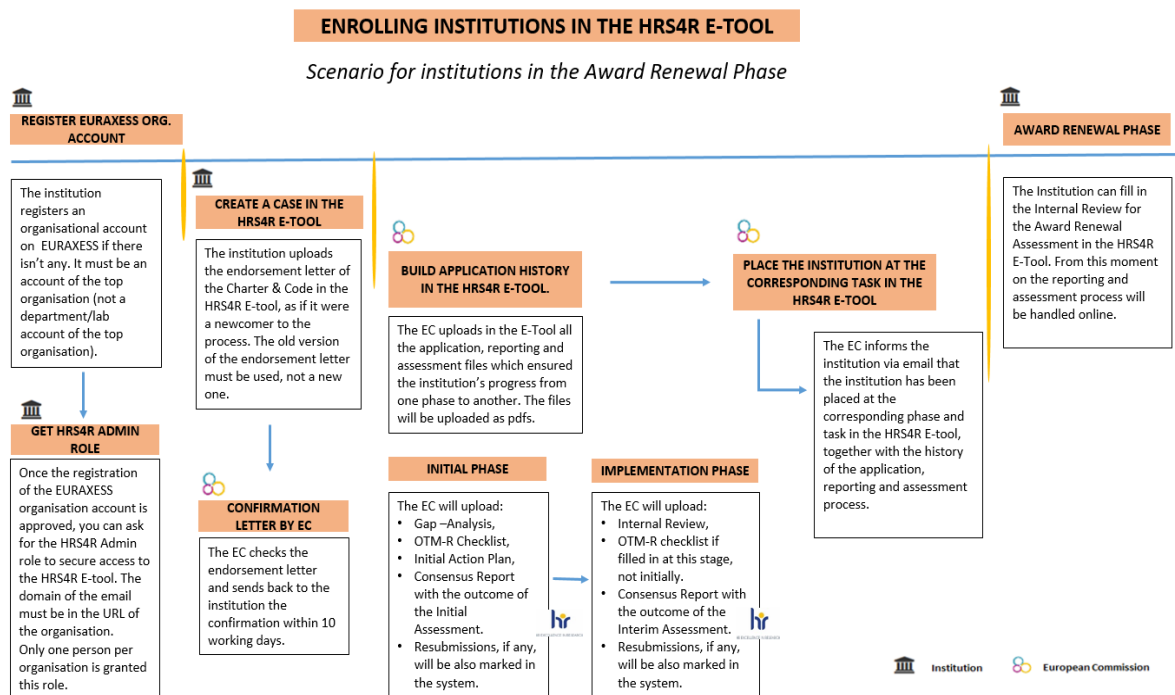 ENROLLING INSTITUTIONS IN THE HRS4R E-TOOL
Scenario for institutions in the Award Renewal Phase
REGISTER EURAXESS ORG.
ACCOUNT
The institution
registers an
organisational account
on EURAXESS if there
isn't any. It must be an
account of the top
organisation (not a
department/lab
account of the top
organisation).
GET HRS4R ADMIN
ROLE
Once the registration
of the EURAXESS
organisation account is
approved, you can ask
for the HRS4R Admin
role to secure access to
the HRS4R E-tool. The
domain of the email
must be in the URL of
the organisation.
Only one person per
organisation is granted
this role.
CREATE A CASE IN THE
HRS4R E-TOOL
The institution uploads
the endorsement letter of
the Charter & Code in the
HRS4R E-tool, as if it were
a newcomer to the
process. The old version
of the endorsement letter
must be used, not a new
one.
CONFIRMATION
LETTER BY EC
The EC checks the
endorsement letter
and sends back to the
institution the
confirmation within 10
working days.
BUILD APPLICATION HISTORY
IN THE HRS4R E-TOOL.
The EC uploads in the E-Tool all
the application, reporting and
assessment files which ensured
the institution's progress from
one phase to another. The files
will be uploaded as pdfs.
INITIAL PHASE
The EC will upload:
• Gap –Analysis,
• OTM-R Checklist,
• Initial Action Plan,
• Consensus Report
with the outcome of
the Initial
Assessment.
• Resubmissions, if any,
will be also marked in
the system.
hr
IMPLEMENTATION PHASE
The EC will upload:
• Internal Review,
• OTM-R checklist if
filled in at this stage,
not initially.
• Consensus Report with
the outcome of the
Interim Assessment.
• Resubmissions, if any,
will be also marked in
the system.
hr
PLACE THE INSTITUTION AT THE
CORRESPONDING TASK IN THE
HRS4R E-TOOL
The EC informs the
institution via email that
the institution has been
placed at the
corresponding phase and
task in the HRS4R E-tool,
together with the history
of the application,
reporting and assessment
process.
AWARD RENEWAL PHASE
The Institution can fill in
the Internal Review for
the Award Renewal
Assessment in the HRS4R
E-Tool. From this moment
on the reporting and
assessment process will
be handled online.
Institution
European Commission